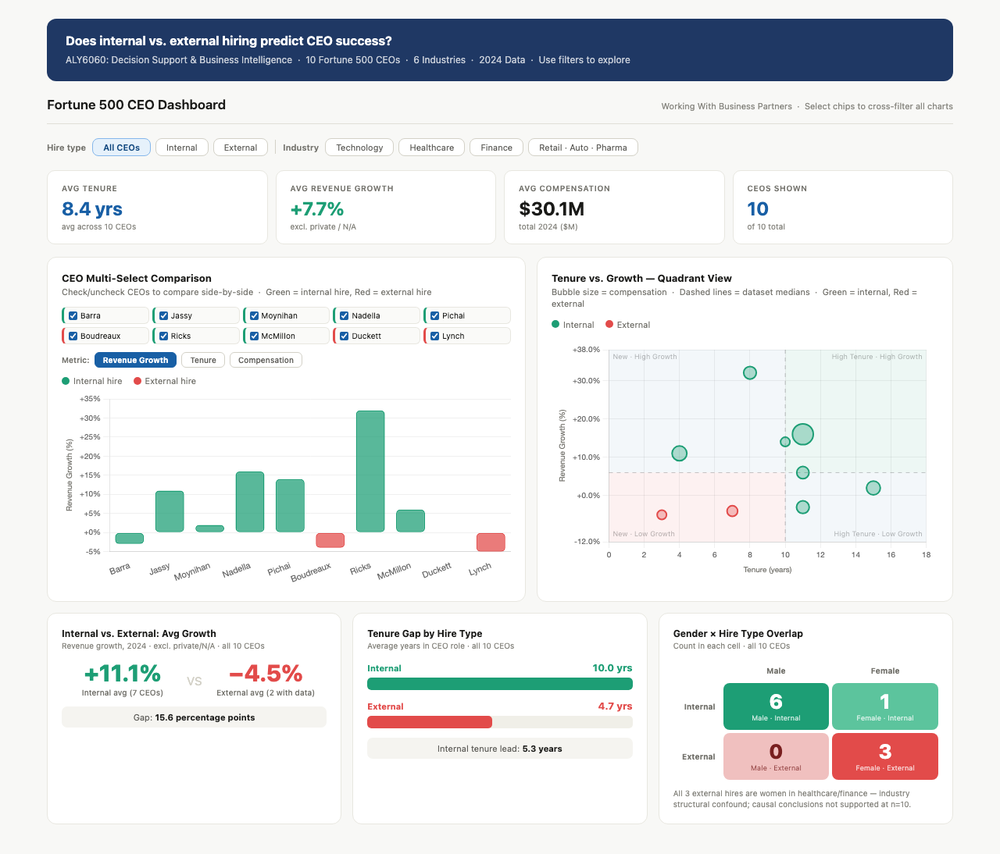 Does internal vs. external hiring predict CEO success?
ALY6060: Decision Support & Business Intelligence · 10 Fortune 500 CEOs · 6 Industries · 2024 Data · Use filters to explore
Fortune 500 CEO Dashboard
Working With Business Partners · Select chips to cross-filter all charts
Hire type All CEOs Internal External Industry Technology Healthcare Finance Retail · Auto · Pharma
AVG TENURE
8.4 yrs
avg across 10 CEOs
AVG REVENUE GROWTH
+7.7%
excl. private / N/A
AVG COMPENSATION
$30.1M
total 2024 ($M)
CEOS SHOWN
10
of 10 total
CEO Multi-Select Comparison
Check/uncheck CEOs to compare side-by-side · Green = internal hire, Red = external hire
Barra Jassy Moynihan Nadella Pichai
Boudreaux Ricks McMillon Duckett Lynch
Metric: Revenue Growth Tenure Compensation
Internal hire External hire
Revenue Growth (%)
+35%
+30%
+25%
+20%
+15%
+10%
+5%
+0%
-5%
Barra Jassy Moynihan Nadella Pichai Boudreaux Ricks McMillon Duckett Lynch
Tenure vs. Growth — Quadrant View
Bubble size = compensation · Dashed lines = dataset medians · Green = internal, Red =
external
Internal External
Revenue Growth (%)
+38.0%
+30.0%
+20.0%
+10.0%
+0.0%
-12.0%
New · High Growth High Tenure · High Growth
New · Low Growth High Tenure · Low Growth
0 2 4 6 8 10 12 14 16 18
Tenure (years)
Internal vs. External: Avg Growth
Revenue growth, 2024 · excl. private/N/A · all 10 CEOs
+11.1% VS −4.5%
Internal avg (7 CEOs) External avg (2 with data)
Gap: 15.6 percentage points
Tenure Gap by Hire Type
Average years in CEO role · all 10 CEOs
Internal 10.0 yrs
External 4.7 yrs
Internal tenure lead: 5.3 years
Gender × Hire Type Overlap
Count in each cell · all 10 CEOs
Male Female
Internal
6
Male · Internal
1
Female · Internal
External
0
Male · External
3
Female · External
All 3 external hires are women in healthcare/finance — industry
structural confound; causal conclusions not supported at n=10.